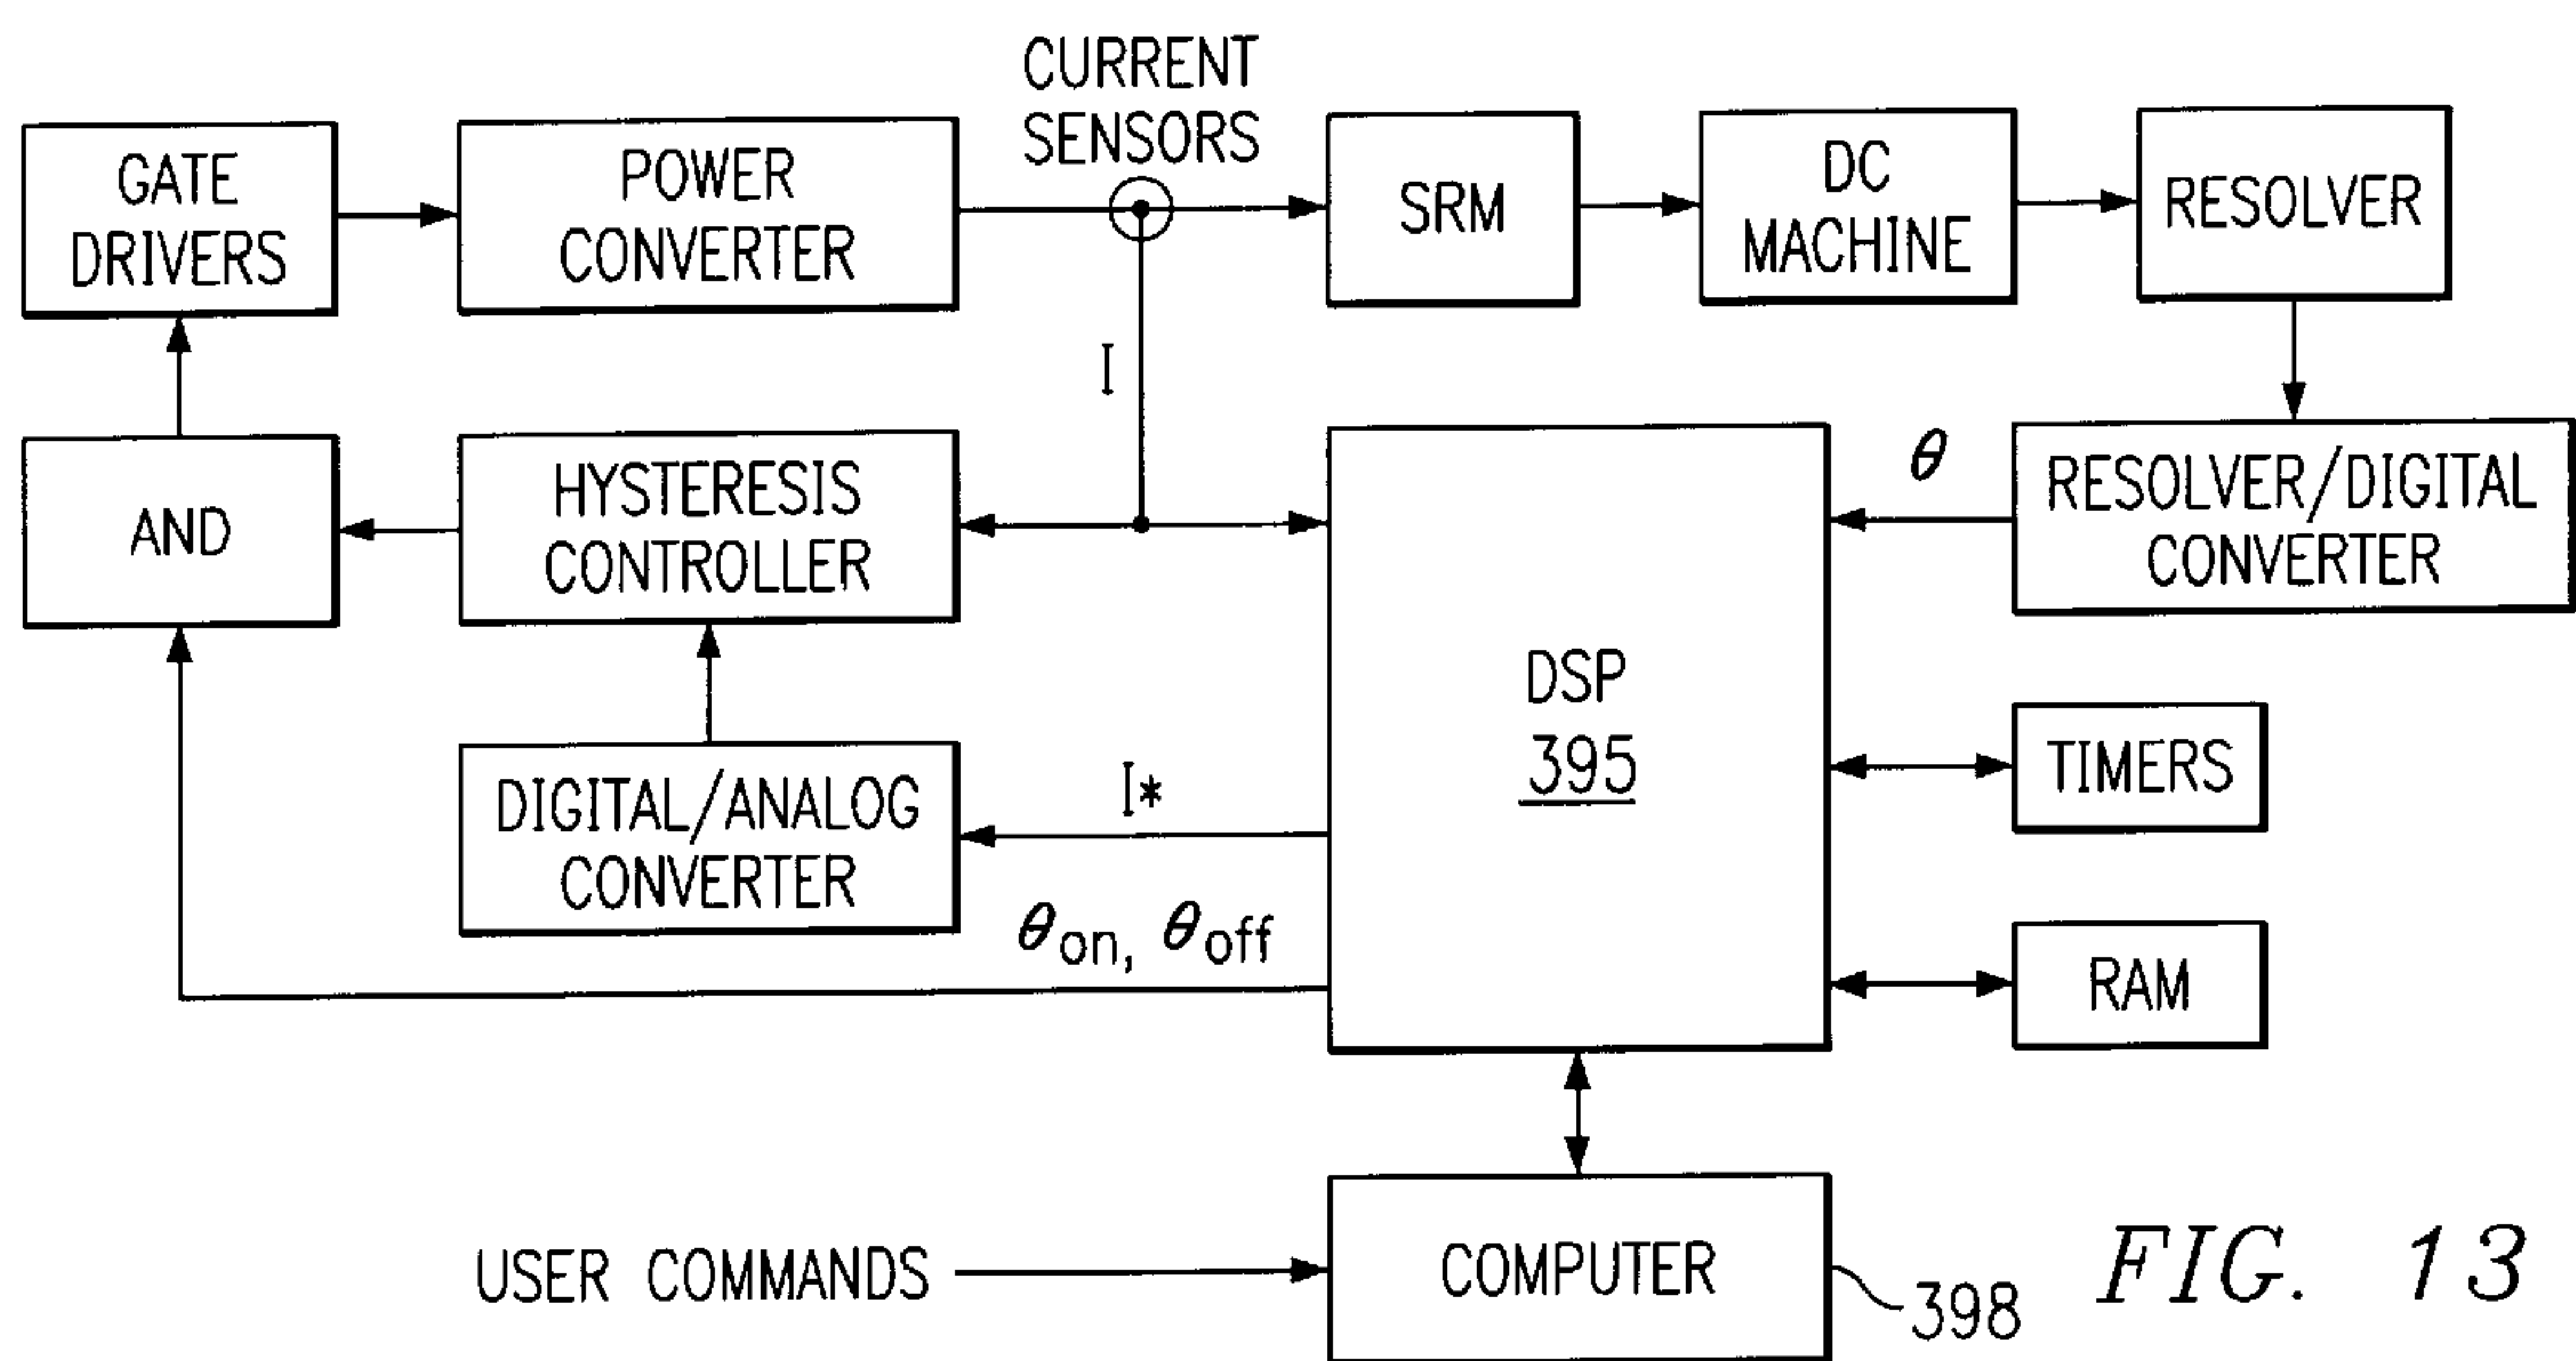 CURRENT
SENSORS
GATE
DRIVERS
POWER
CONVERTER
SRM
DC
MACHINE
RESOLVER
I
AND
HYSTERESIS
CONTROLLER
θ
RESOLVER/DIGITAL
CONVERTER
DSP
395
TIMERS
DIGITAL/ANALOG
CONVERTER
I*
θon, θoff
RAM
USER COMMANDS
COMPUTER
398
FIG. 13